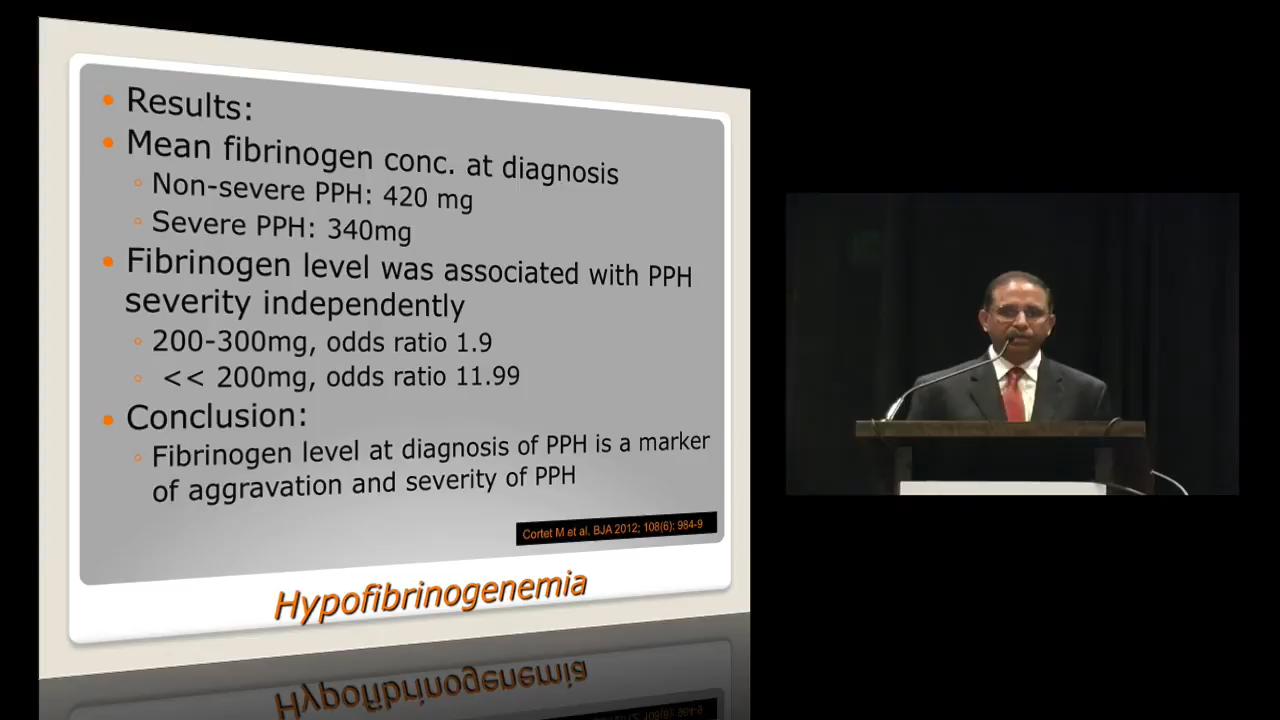 Results:
Mean fibrinogen conc. at diagnosis
Non-severe PPH: 420 mg
Severe PPH: 340mg
Fibrinogen level was associated with PPH
severity independently
200-300mg, odds ratio 1.9
<< 200mg, odds ratio 11.99
Conclusion:
Fibrinogen level at diagnosis of PPH is a marker
of aggravation and severity of PPH
Cortet M et al. BJA 2012; 108(6): 984-9
Hypofibrinogenemia